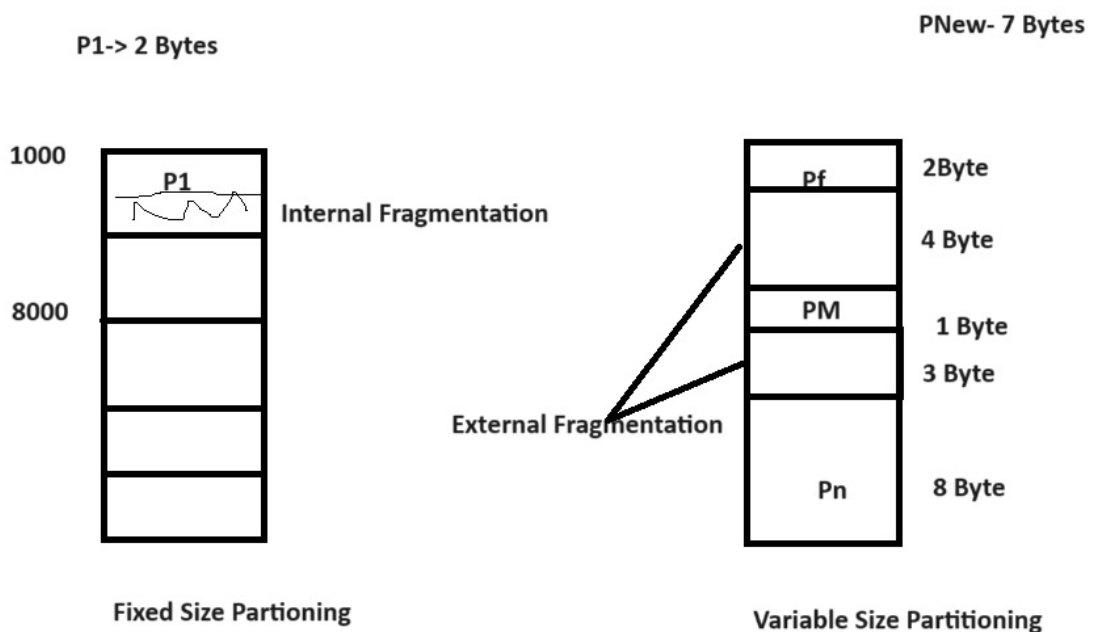 P1-> 2 Bytes
PNew- 7 Bytes
1000
P1
Internal Fragmentation
8000
Fixed Size Partioning
Pf
2Byte
4 Byte
PM
1 Byte
3 Byte
External Fragmentation
Pn
8 Byte
Variable Size Partitioning